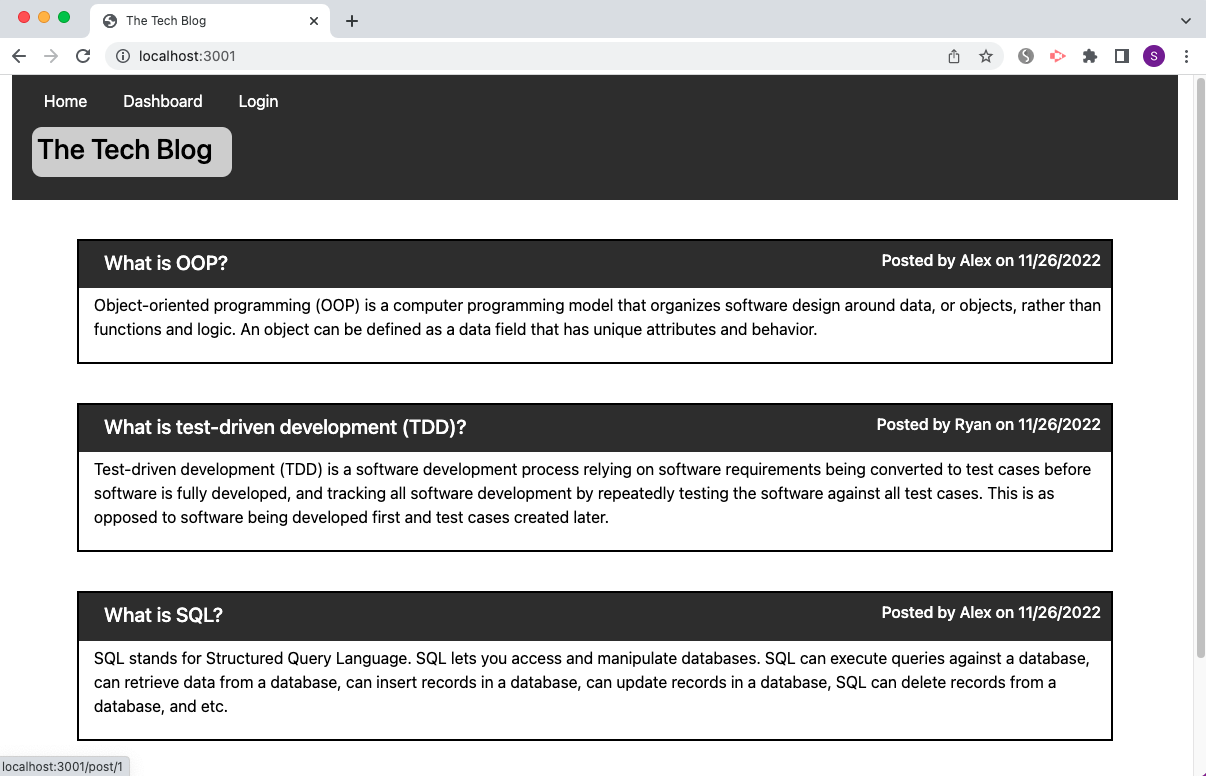 The Tech Blog
localhost:3001
S
Home Dashboard Login
The Tech Blog
What is OOP? Posted by Alex on 11/26/2022
Object-oriented programming (OOP) is a computer programming model that organizes software design around data, or objects, rather than
functions and logic. An object can be defined as a data field that has unique attributes and behavior.
What is test-driven development (TDD)? Posted by Ryan on 11/26/2022
Test-driven development (TDD) is a software development process relying on software requirements being converted to test cases before
software is fully developed, and tracking all software development by repeatedly testing the software against all test cases. This is as
opposed to software being developed first and test cases created later.
What is SQL? Posted by Alex on 11/26/2022
SQL stands for Structured Query Language. SQL lets you access and manipulate databases. SQL can execute queries against a database,
can retrieve data from a database, can insert records in a database, can update records in a database, SQL can delete records from a
database, and etc.
localhost:3001/post/1